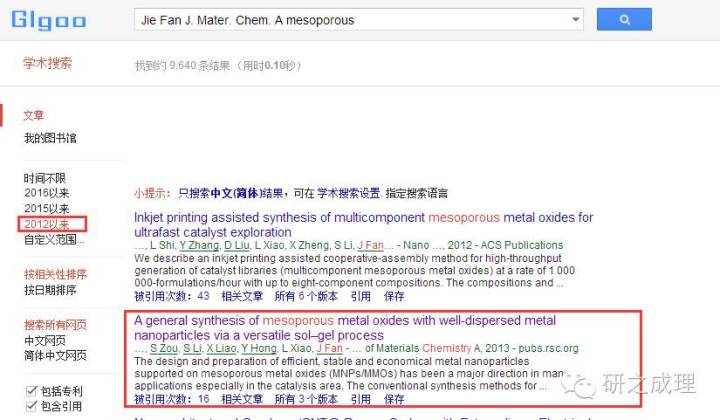 Glgoo
Jie Fan J. Mater. Chem. A mesoporous
学术搜索
找到约 9,640 条结果 (用时0.10秒)
文章
我的图书馆
时间不限
2016以来
2015以来
2012以来
自定义范围...
按相关性排序
按日期排序
搜索所有网页
中文网页
简体中文网页
包括专利
包含引用
小提示: 只搜索中文(简体)结果，可在 学术搜索设置. 指定搜索语言
Inkjet printing assisted synthesis of multicomponent mesoporous metal oxides for
ultrafast catalyst exploration
…, L Shi, Y Zhang, D Liu, L Xiao, X Zheng, S Li, J Fan… - Nano …, 2012 - ACS Publications
We describe an inkjet printing assisted cooperative-assembly method for high-throughput
generation of catalyst libraries (multicomponent mesoporous metal oxides) at a rate of 1 000
000-formulations/hour with up to eight-component compositions. The compositions and ...
被引用次数：43 相关文章 所有 6 个版本 引用 保存
A general synthesis of mesoporous metal oxides with well-dispersed metal
nanoparticles via a versatile sol–gel process
…, S Zou, S Li, X Liao, Y Hong, L Xiao, J Fan - … of Materials Chemistry A, 2013 - pubs.rsc.org
The design and preparation of efficient, stable and economical metal nanoparticles
supported on mesoporous metal oxides (MNPs/MMOs) has been a major direction in many
applications especially in the catalysis area. The conventional synthesis methods for ...
被引用次数：16 相关文章 所有 3 个版本 引用 保存
研之成理